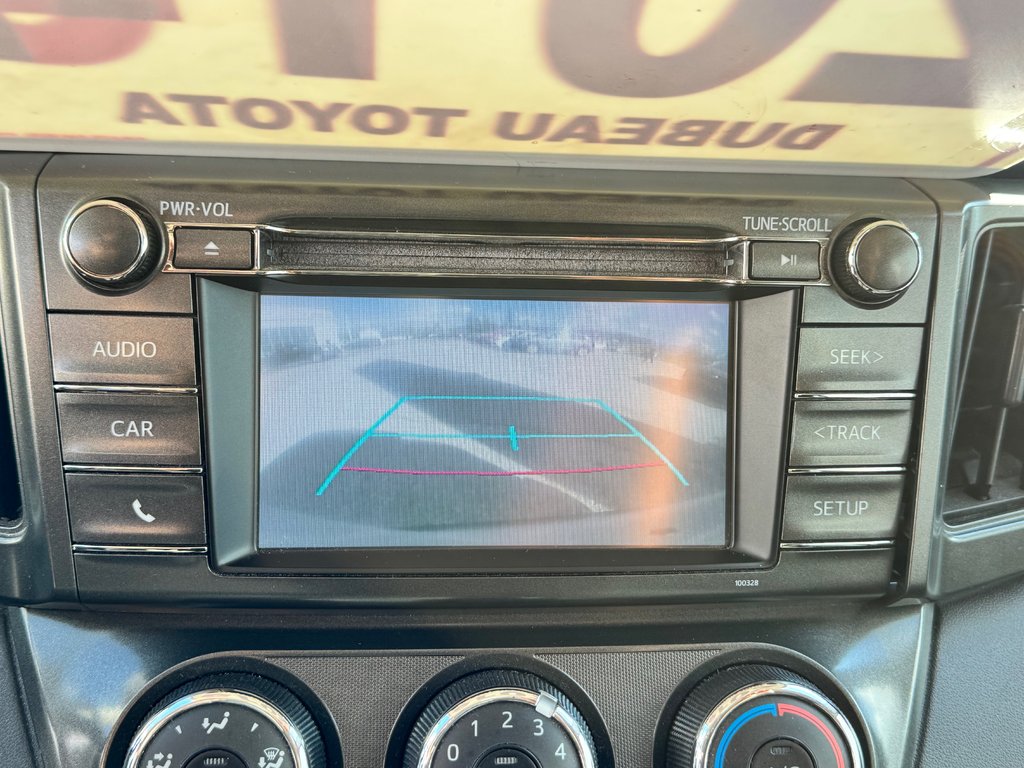 DUBEAU TOYOTA
PWR·VOL
TUNE·SCROLL
AUDIO
SEEK>
CAR
<TRACK
SETUP
100328
0 1 2 3 4